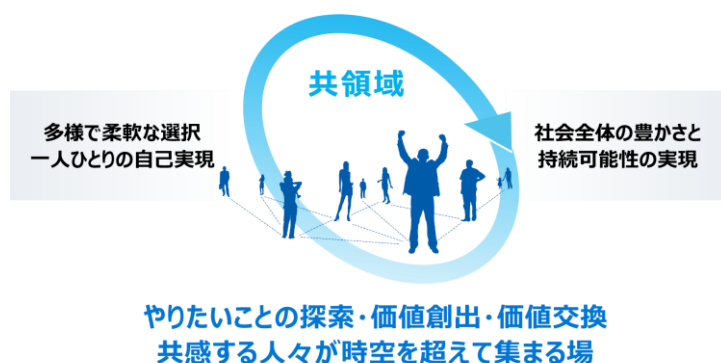 共領域
多様で柔軟な選択
一人ひとりの自己実現
社会全体の豊かさと
持続可能性の実現
やりたいことの探索・価値創出・価値交換
共感する人々が時空を超えて集まる場